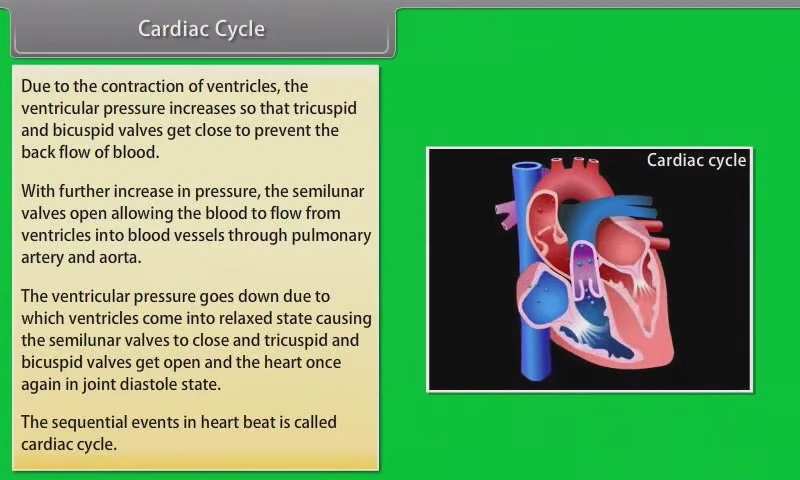 Cardiac Cycle
Due to the contraction of ventricles, the
ventricular pressure increases so that tricuspid
and bicuspid valves get close to prevent the
back flow of blood.
With further increase in pressure, the semilunar
valves open allowing the blood to flow from
ventricles into blood vessels through pulmonary
artery and aorta.
The ventricular pressure goes down due to
which ventricles come into relaxed state causing
the semilunar valves to close and tricuspid and
bicuspid valves get open and the heart once
again in joint diastole state.
The sequential events in heart beat is called
cardiac cycle.
Cardiac cycle